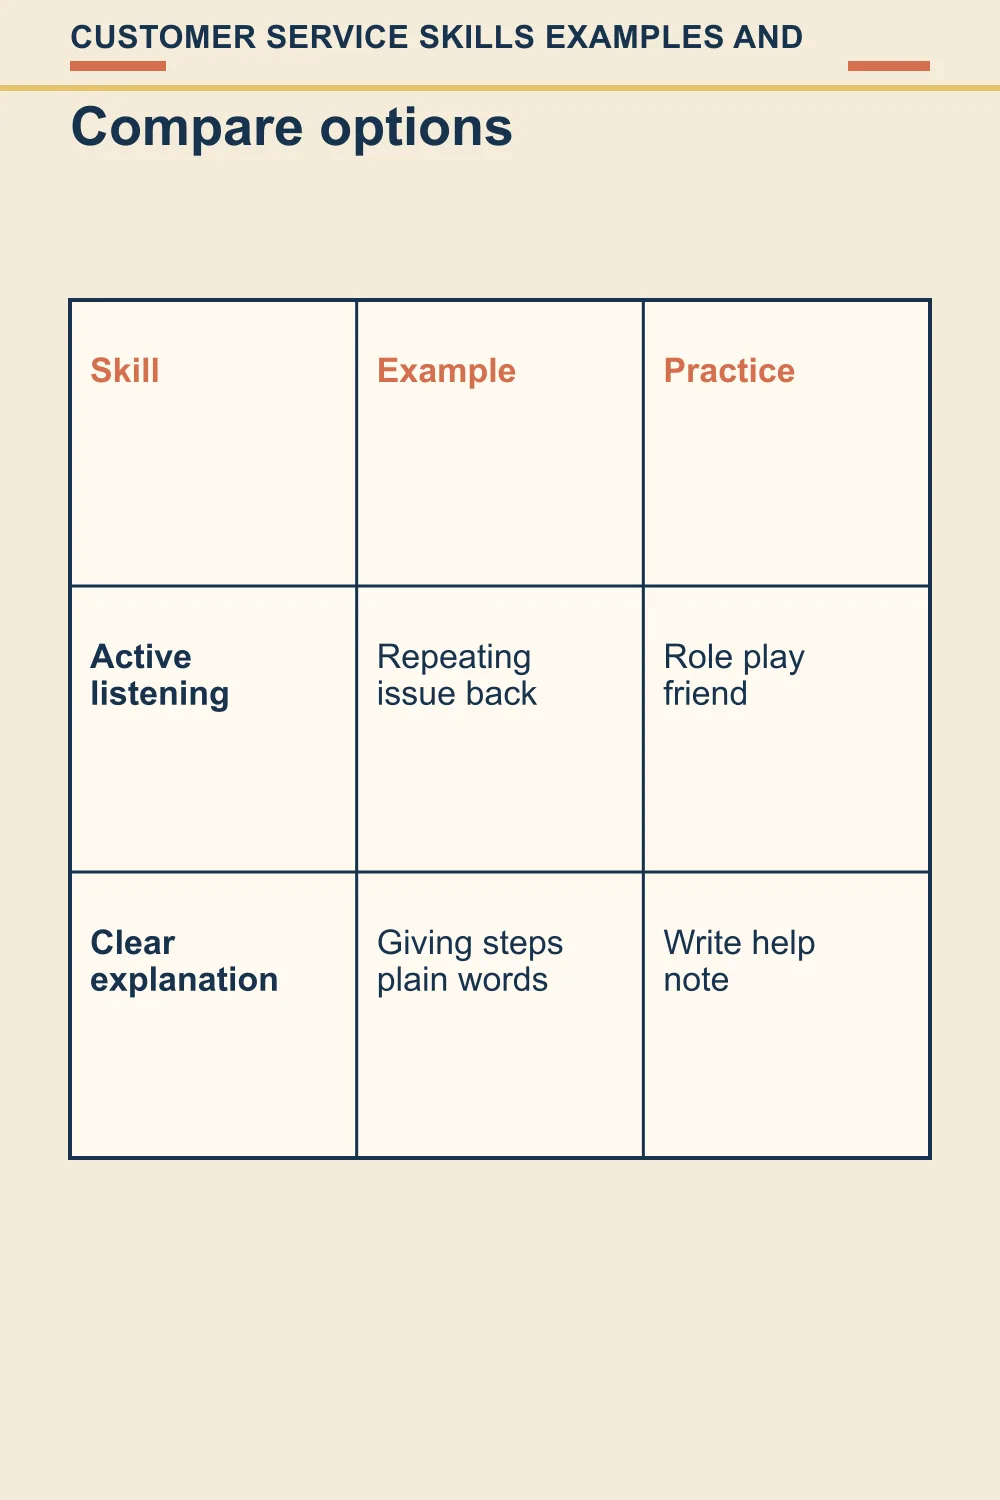 CUSTOMER SERVICE SKILLS EXAMPLES AND
Compare options
Skill
Example
Practice
Active
listening
Repeating
issue back
Role play
friend
Clear
explanation
Giving steps
plain words
Write help
note